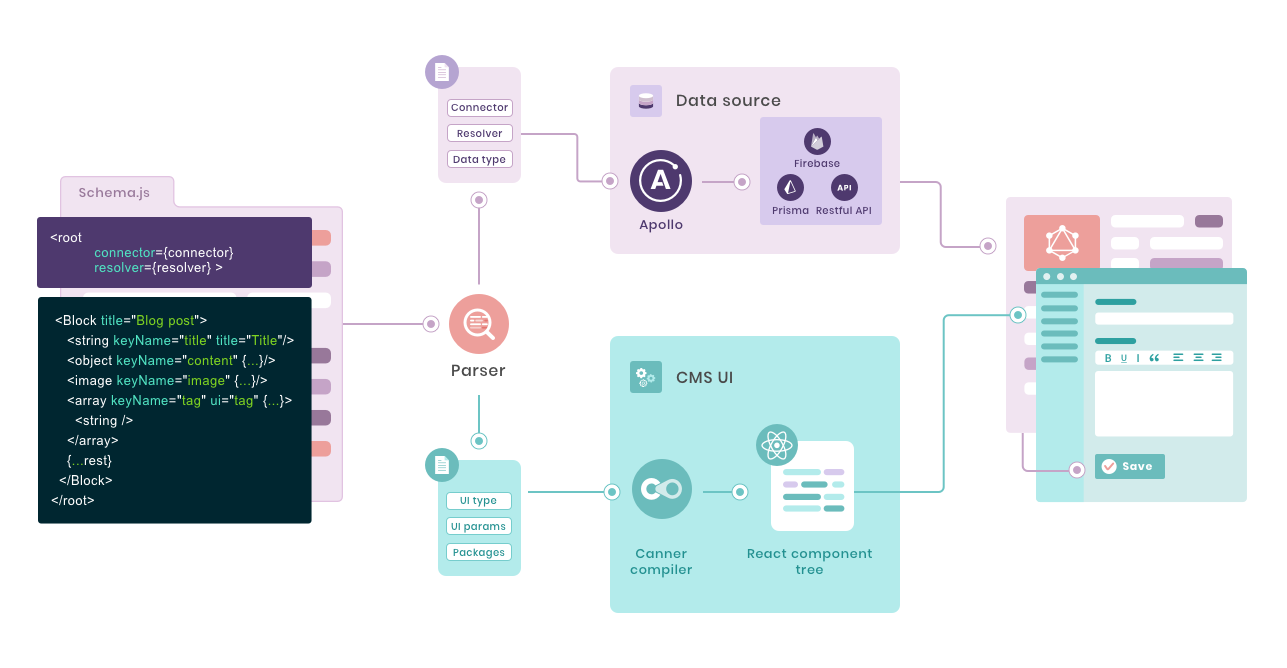 Schema.js
<root
connector={connector}
resolver={resolver} >
<Block title="Blog post">
<string keyName="title" title="Title"/>
<object keyName="content" {...}/>
<image keyName="image" {...}/>
<array keyName="tag" ui="tag" {...}>
<string />
</array>
{...rest}
</Block>
</root>
Parser
Connector
Resolver
Data type
UI type
UI params
Packages
Data source
A
Apollo
Firebase
Prisma
API
Restful API
CMS UI
Canner
compiler
React component
tree
B U I “
Save